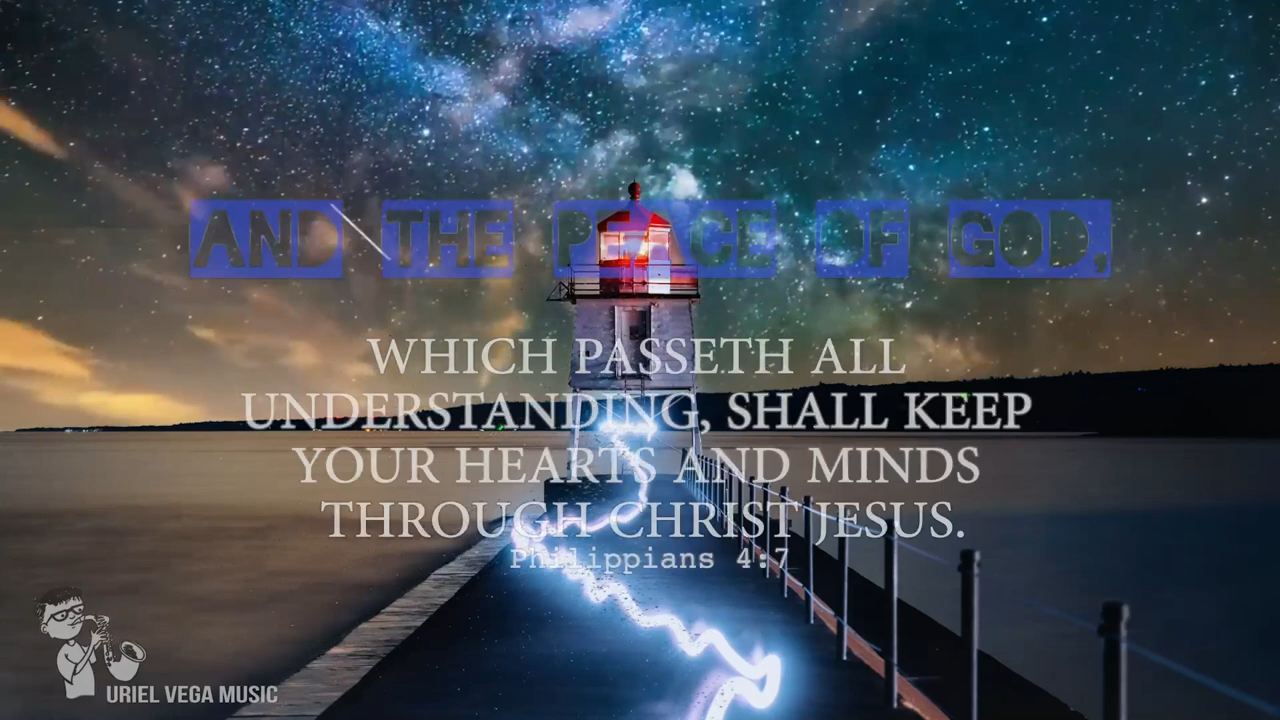 AND THE PEACE OF GOD,
WHICH PASSETH ALL
UNDERSTANDING, SHALL KEEP
YOUR HEARTS AND MINDS
THROUGH CHRIST JESUS.
Philippians 4:7
URIEL VEGA MUSIC